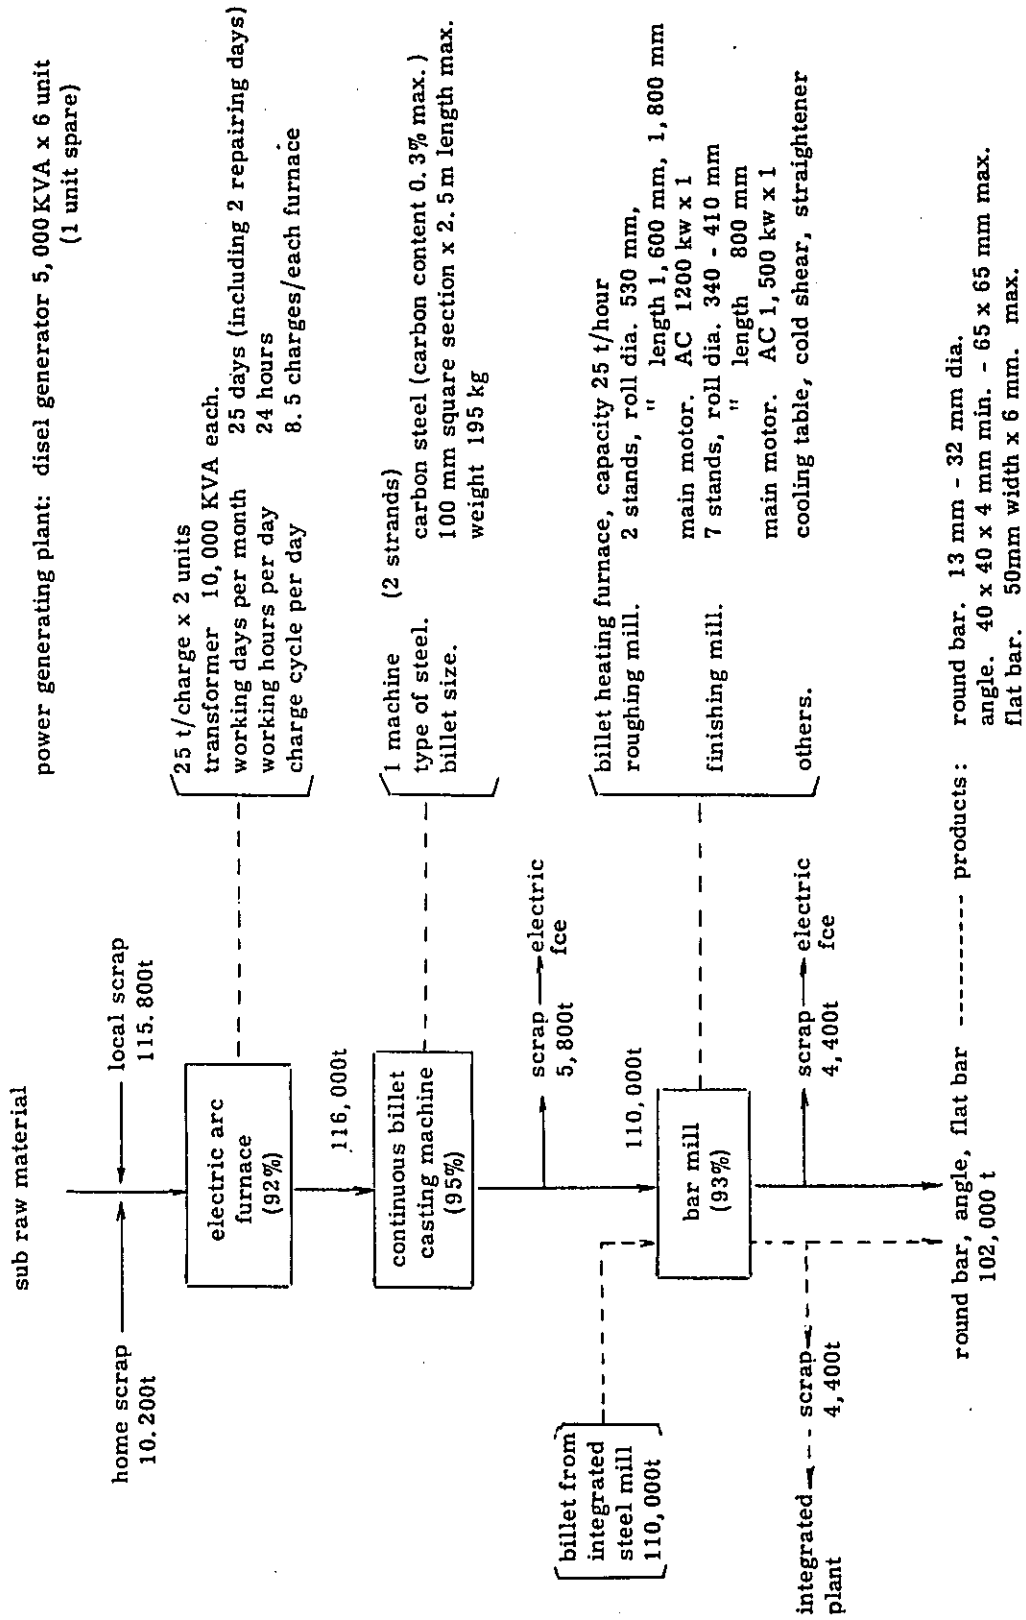 sub raw material
power generating plant: disel generator 5,000 KVA x 6 unit
(1 unit spare)
home scrap
10.200t
local scrap
115.800t
electric arc
furnace
(92%)
25 t/charge x 2 units
transformer 10,000 KVA each.
working days per month 25 days (including 2 repairing days)
working hours per day 24 hours
charge cycle per day 8.5 charges/each furnace
116,000t
continuous billet
casting machine
(95%)
1 machine (2 strands)
type of steel. carbon steel (carbon content 0.3% max.)
billet size. 100 mm square section x 2.5m length max.
weight 195 kg
scrap electric
5,800t fce
110,000t
billet from
integrated
steel mill
110,000t
bar mill
(93%)
billet heating furnace, capacity 25 t/hour
roughing mill. 2 stands, roll dia. 530 mm,
" length 1,600 mm, 1,800 mm
main motor. AC 1200 kw x 1
finishing mill. 7 stands, roll dia. 340 - 410 mm
" length 800 mm
main motor. AC 1,500 kw x 1
others. cooling table, cold shear, straightener
integrated scrap
plant 4,400t
scrap electric
4,400t fce
round bar, angle, flat bar ---------- products: round bar. 13 mm - 32 mm dia.
102,000 t
angle. 40 x 40 x 4 mm min. - 65 x 65 mm max.
flat bar. 50mm width x 6 mm. max.